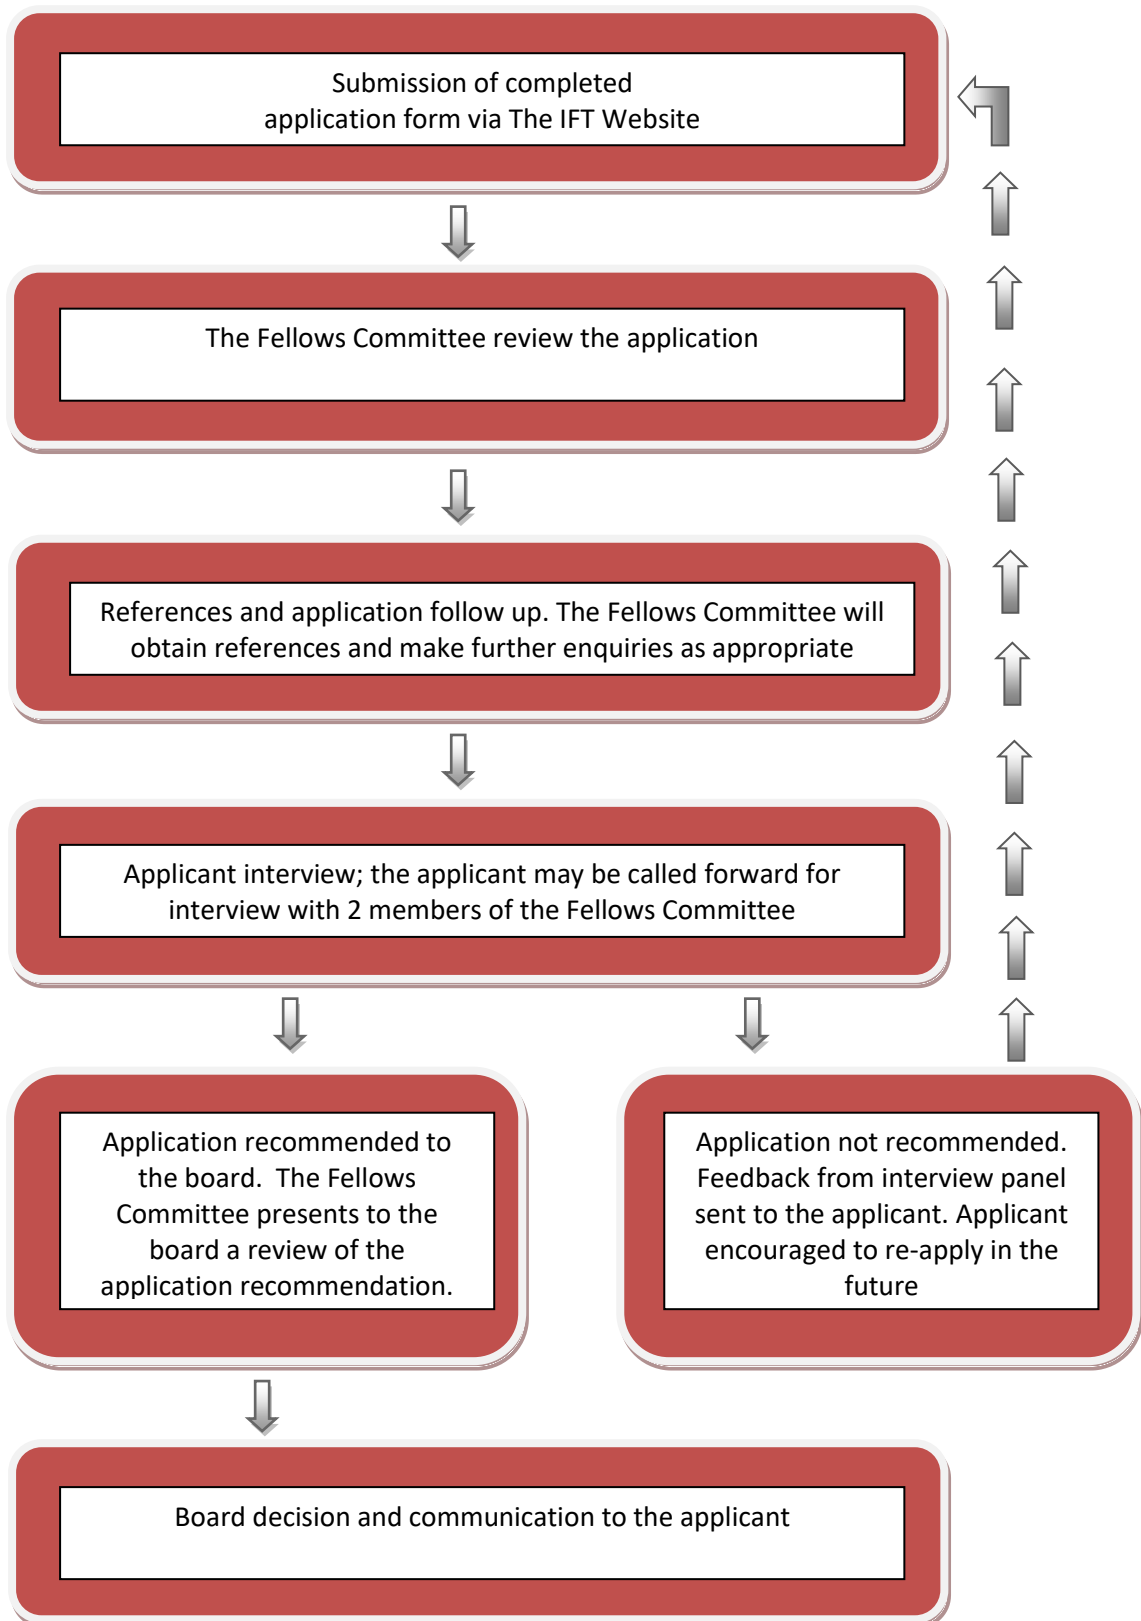 Submission of completed
application form via The IFT Website
The Fellows Committee review the application
References and application follow up. The Fellows Committee will
obtain references and make further enquiries as appropriate
Applicant interview; the applicant may be called forward for
interview with 2 members of the Fellows Committee
Application recommended to
the board.  The Fellows
Committee presents to the
board a review of the
application recommendation.
Application not recommended.
Feedback from interview panel
sent to the applicant. Applicant
encouraged to re-apply in the
future
Board decision and communication to the applicant